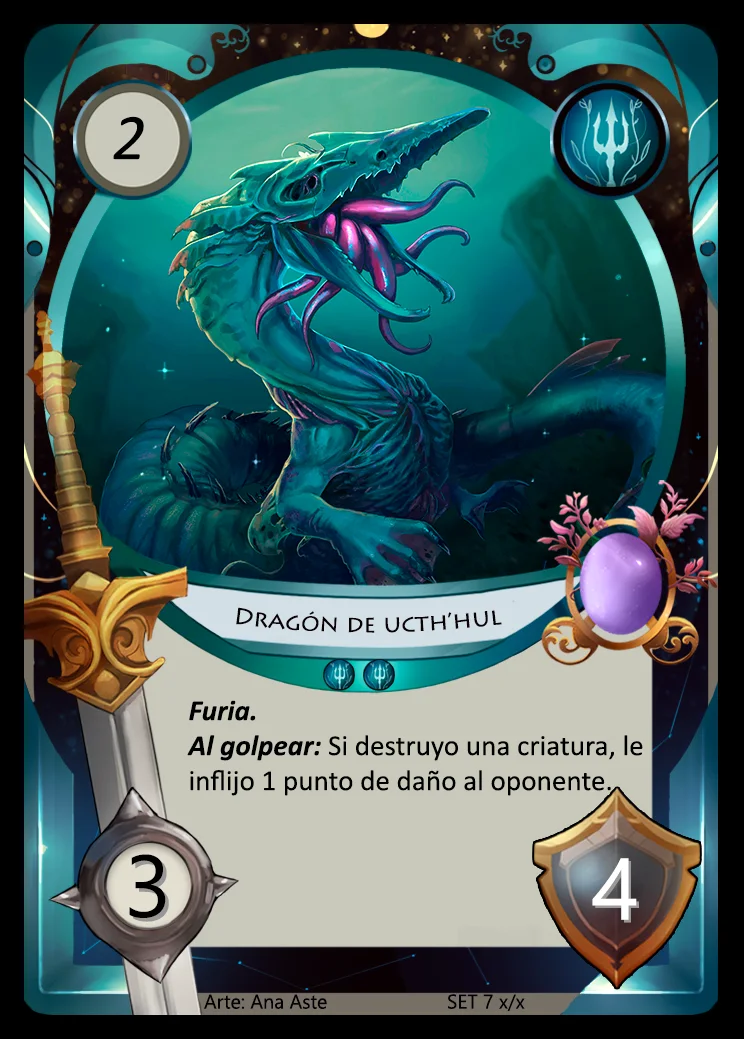 2
DRAGÓN DE UCTH'HUL
Furia.
Al golpear: Si destruyo una criatura, le
inflijo 1 punto de daño al oponente.
3
4
Arte: Ana Aste
SET 7 x/x